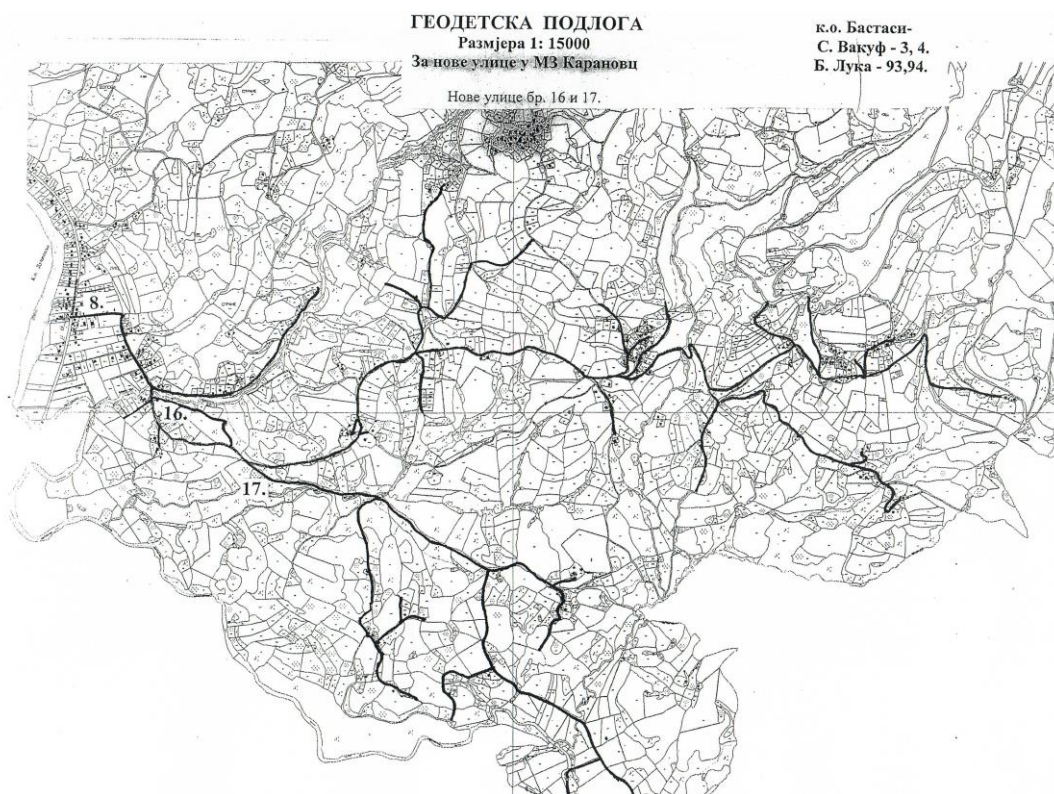 ГЕОДЕТСКА ПОДЛОГА
Размјера 1: 15000
За нове улице у МЗ Карановц
Нове улице бр. 16 и 17.
к.о. Бастаси-
С. Вакуф - 3, 4.
Б. Лука - 93,94.
8.
16.
17.